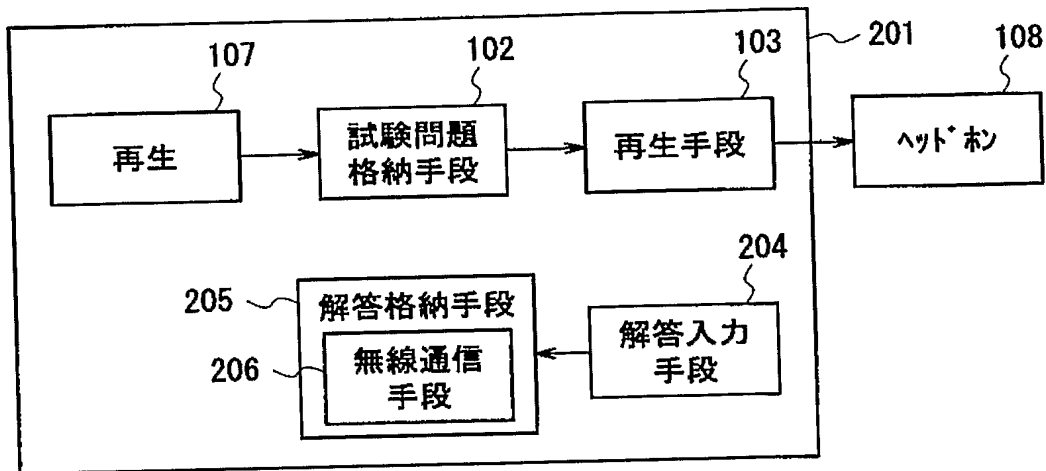 201
107
102
103
108
再生
試験問題
格納手段
再生手段
ヘッドホン
204
205
解答格納手段
206
無線通信
手段
解答入力
手段